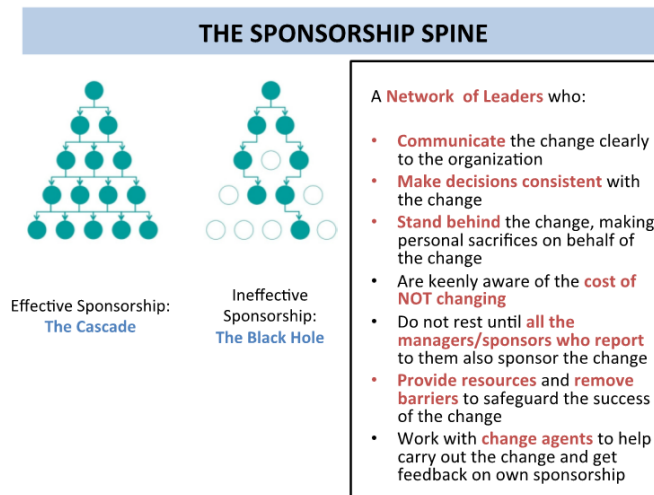 THE SPONSORSHIP SPINE
Effective Sponsorship:
The Cascade
Ineffective
Sponsorship:
The Black Hole
A Network of Leaders who:
• Communicate the change clearly
to the organization
• Make decisions consistent with
the change
• Stand behind the change, making
personal sacrifices on behalf of
the change
• Are keenly aware of the cost of
NOT changing
• Do not rest until all the
managers/sponsors who report
to them also sponsor the change
• Provide resources and remove
barriers to safeguard the success
of the change
• Work with change agents to help
carry out the change and get
feedback on own sponsorship